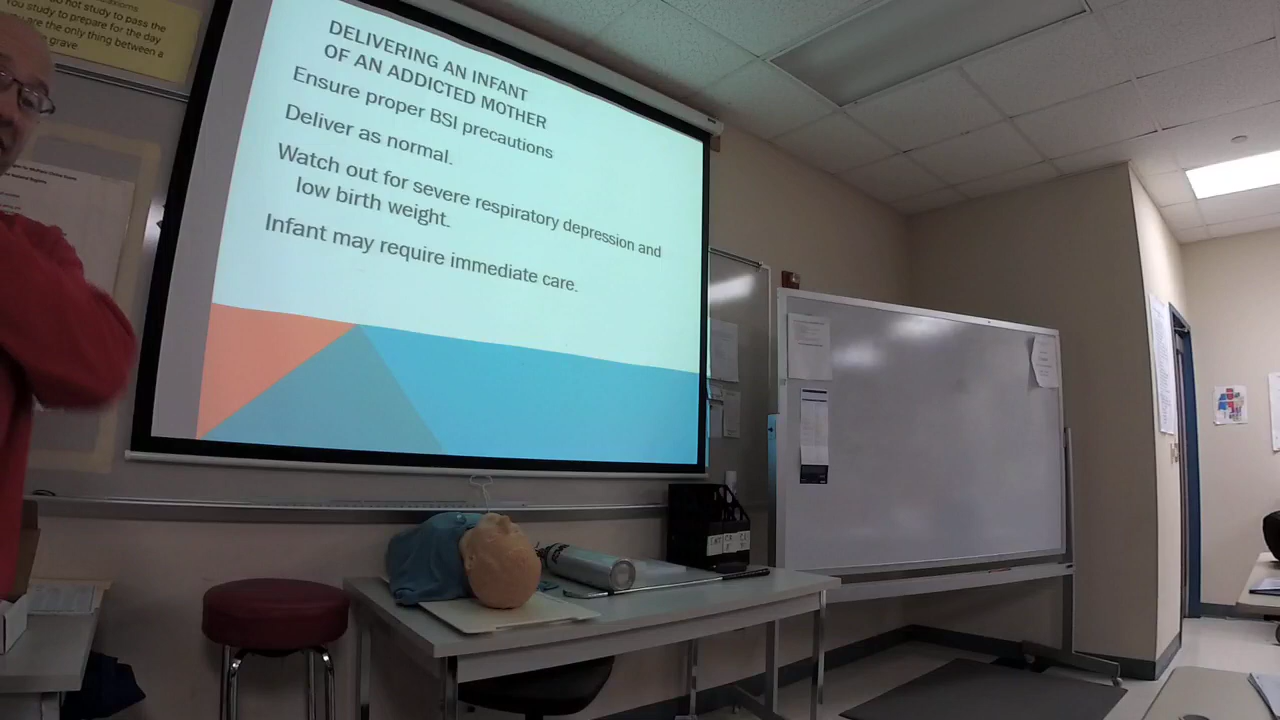 not study to pass the
You study to prepare for the day
are the only thing between a
grave
DELIVERING AN INFANT
OF AN ADDICTED MOTHER
Ensure proper BSI precautions
Deliver as normal.
Watch out for severe respiratory depression and
low birth weight.
Infant may require immediate care.